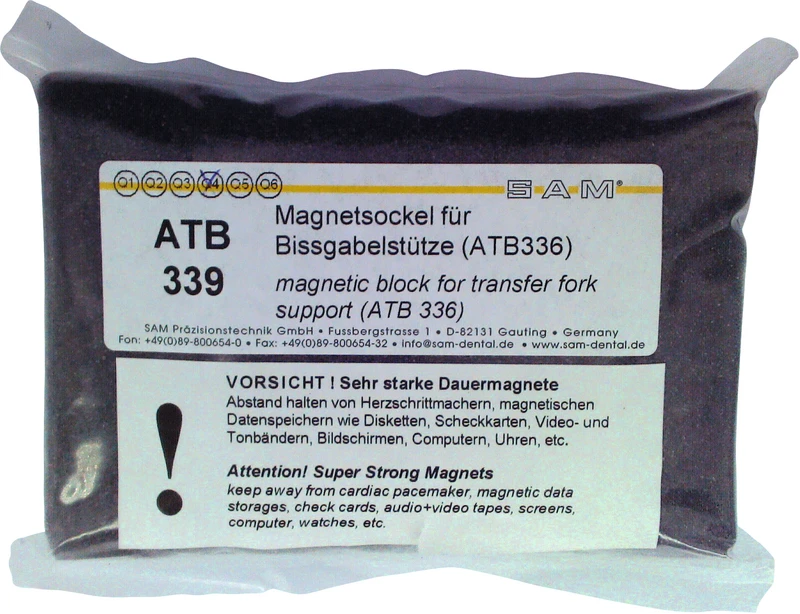 Q1 Q2 Q3 Q4 Q5 Q6
SAM®
ATB
339
Magnetsockel für
Bissgabelstütze (ATB336)
magnetic block for transfer fork
support (ATB 336)
SAM Präzisionstechnik GmbH • Fussbergstrasse 1 • D-82131 Gauting • Germany
Fon: +49(0)89-800654-0 • Fax: +49(0)89-800654-32 • info@sam-dental.de • www.sam-dental.de
!
VORSICHT ! Sehr starke Dauermagnete
Abstand halten von Herzschrittmachern, magnetischen
Datenspeichern wie Disketten, Scheckkarten, Video- und
Tonbändern, Bildschirmen, Computern, Uhren, etc.
Attention! Super Strong Magnets
keep away from cardiac pacemaker, magnetic data
storages, check cards, audio+video tapes, screens,
computer, watches, etc.